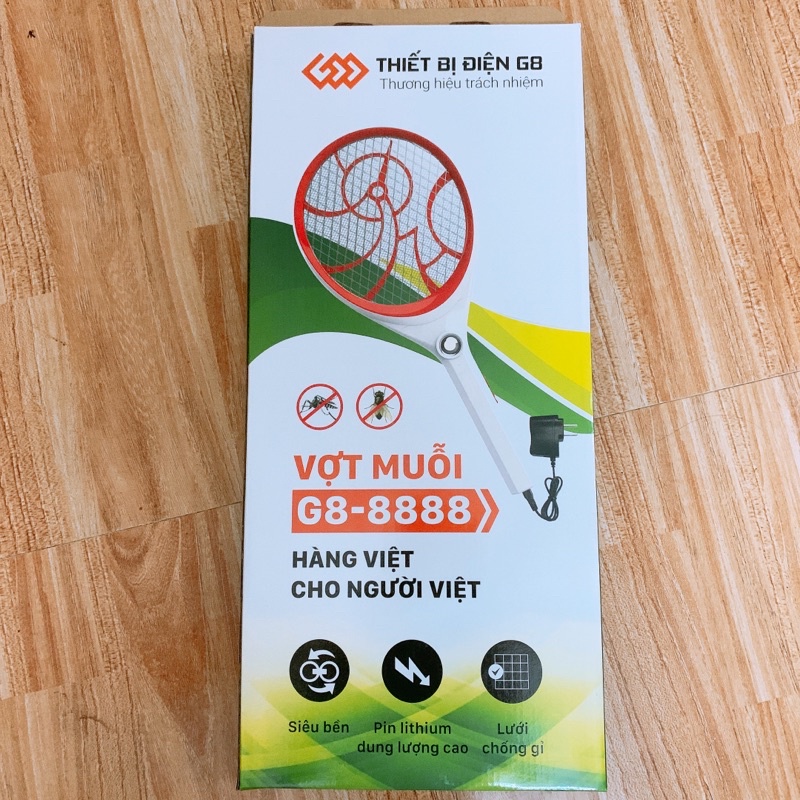 THIẾT BỊ ĐIỆN G8
Thương hiệu trách nhiệm
VỢT MUỖI
G8-8888
HÀNG VIỆT
CHO NGƯỜI VIỆT
Siêu bền
Pin lithium
dung lượng cao
Lưới
chống gỉ